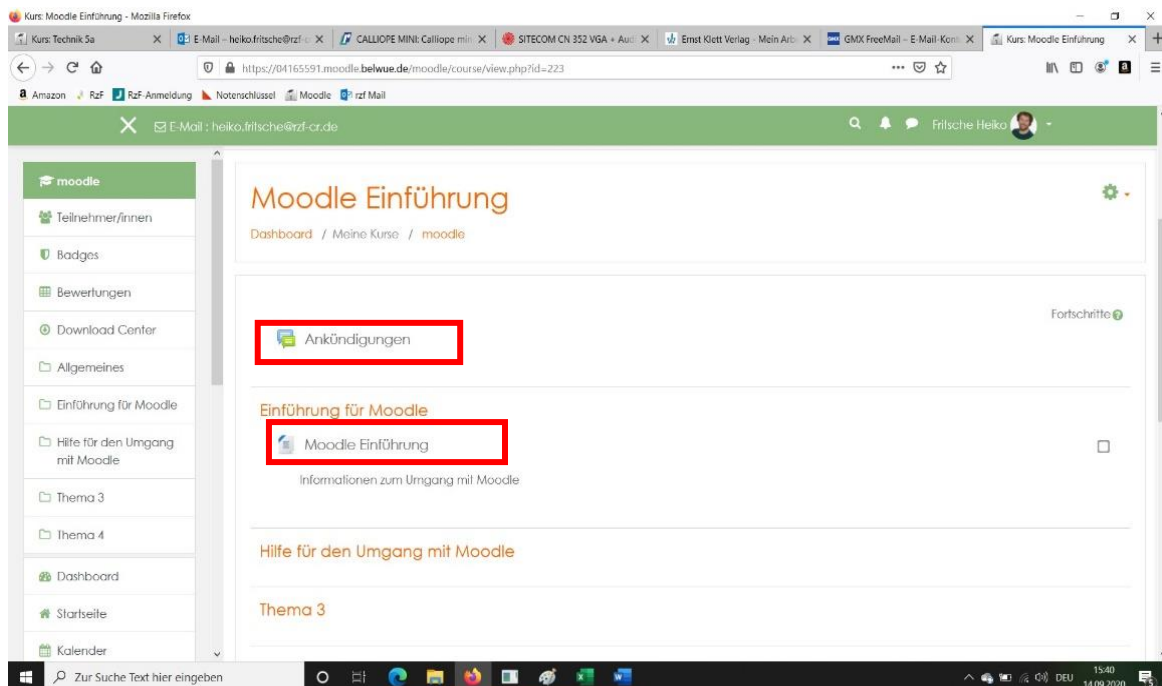 Kurs: Moodle Einführung - Mozilla Firefox
Kurs: Technik 5a
E-Mail – heiko.fritsche@rzf-c
CALLIOPE MINI: Calliope min
SITECOM CN 352 VGA + Aud
Ernst Klett Verlag - Mein Arb
GMX FreeMail – E-Mail-Kont
Kurs: Moodle Einführung
https://04165591.moodle.belwue.de/moodle/course/view.php?id=223
Amazon RzF RzF-Anmeldung Notenschlüssel Moodle rzf Mail
E-Mail : heiko.fritsche@rzf-cr.de
Fritsche Heiko
moodle
Teilnehmer/innen
Badges
Bewertungen
Download Center
Allgemeines
Einführung für Moodle
Hilfe für den Umgang
mit Moodle
Thema 3
Thema 4
Dashboard
Startseite
Kalender
Moodle Einführung
Dashboard / Meine Kurse / moodle
Fortschritte
Ankündigungen
Einführung für Moodle
Moodle Einführung
Informationen zum Umgang mit Moodle
Hilfe für den Umgang mit Moodle
Thema 3
Zur Suche Text hier eingeben
DEU
15:40
14.09.2020